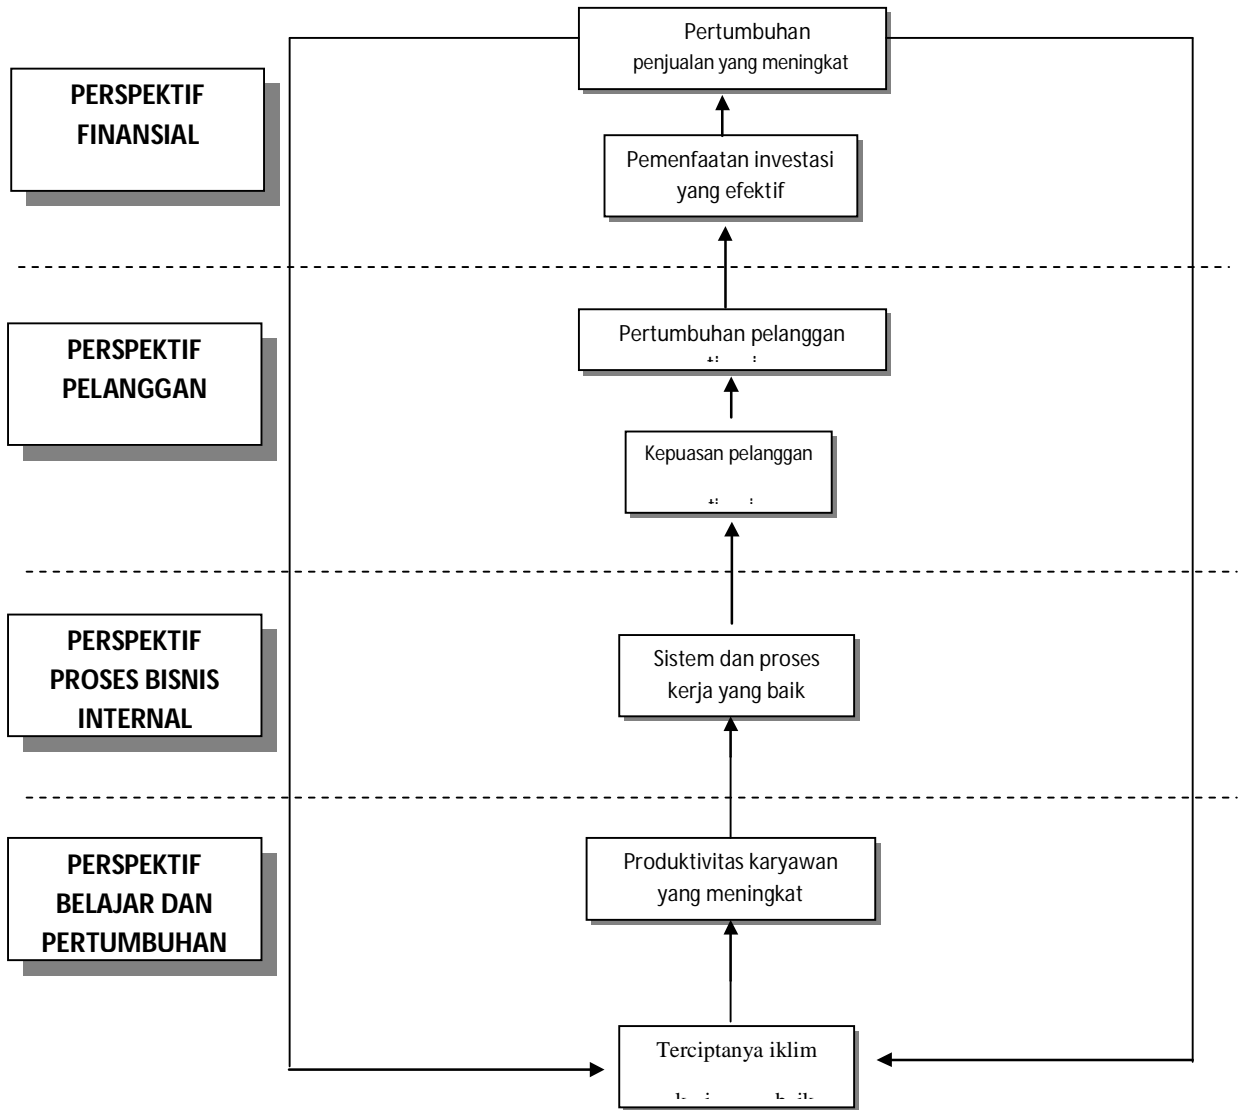 Pertumbuhan
penjualan yang meningkat
PERSPEKTIF
FINANSIAL
Pemenfaatan investasi
yang efektif
PERSPEKTIF
PELANGGAN
Pertumbuhan pelanggan
Kepuasan pelanggan
PERSPEKTIF
PROSES BISNIS
INTERNAL
Sistem dan proses
kerja yang baik
PERSPEKTIF
BELAJAR DAN
PERTUMBUHAN
Produktivitas karyawan
yang meningkat
Terciptanya iklim